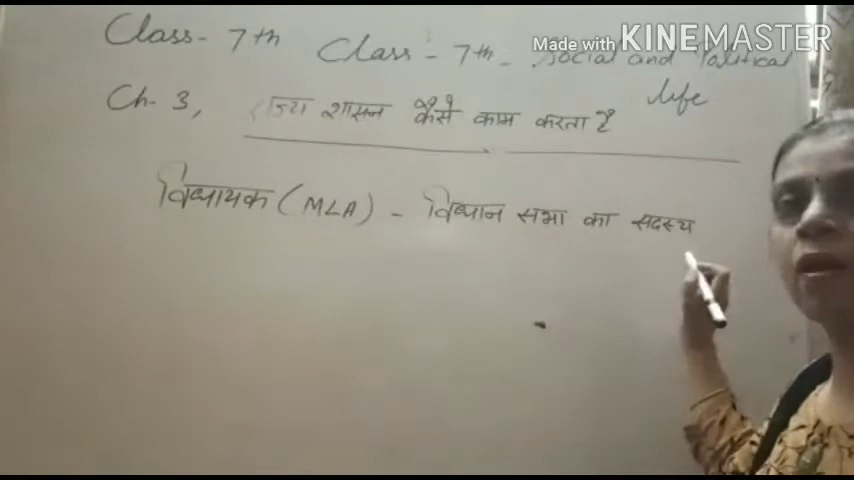 Class - 7th
Class - 7th - Social and Political
life
Made with KINEMASTER
Ch. 3, राज्य शासन कैसे काम करता है
विधायक (MLA) - विधान सभा का सदस्य